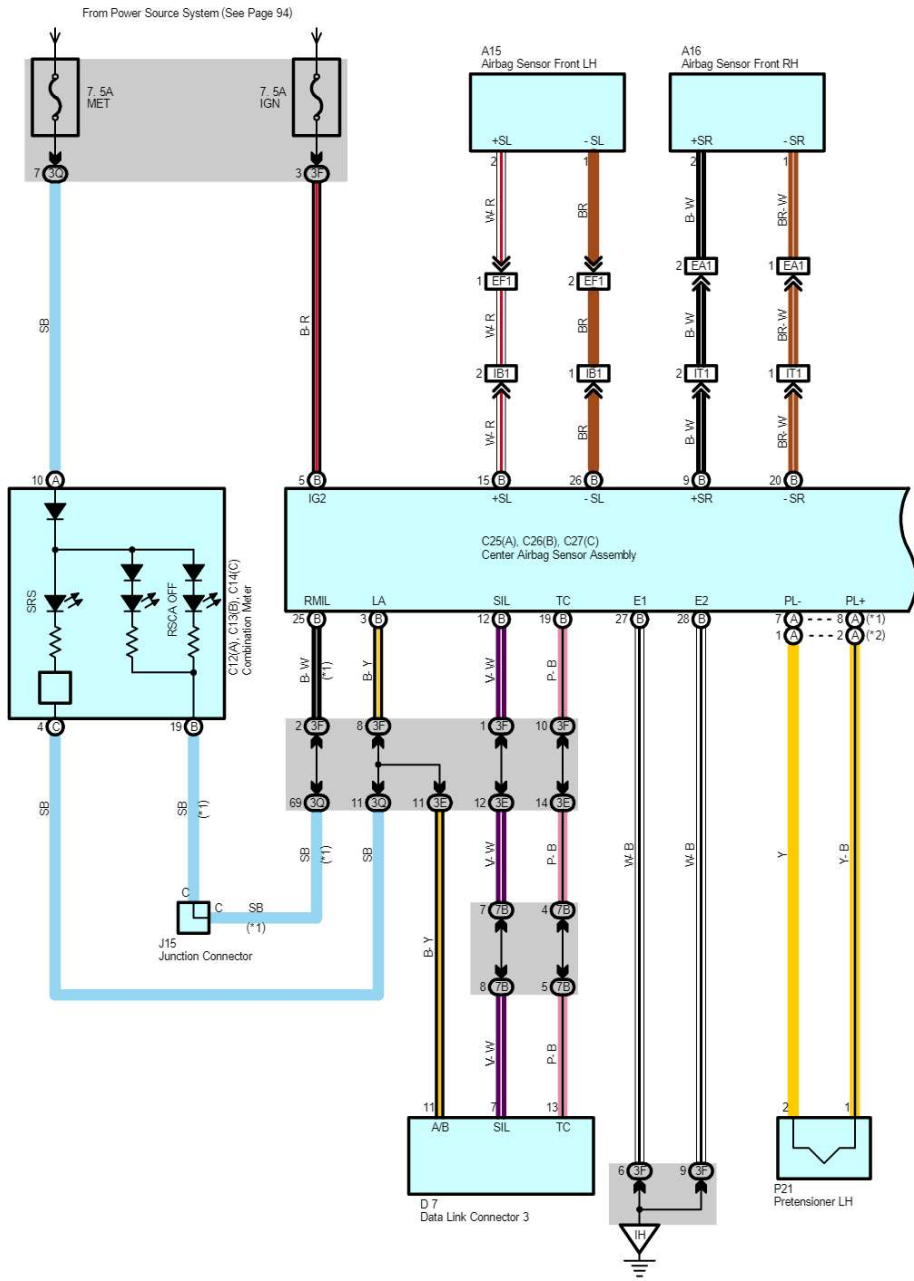 From Power Source System (See Page 94)
7. 5A
MET
7. 5A
IGN
7 3Q
3 3F
A15
Airbag Sensor Front LH
+SL
- SL
2
1
A16
Airbag Sensor Front RH
+SR
- SR
2
1
W- R
BR
B- W
BR- W
1 EF1
2 EF1
2 EA1
1 EA1
SB
B- R
W- R
BR
B- W
BR- W
2 IB1
1 IB1
2 IT1
1 IT1
W- R
BR
B- W
BR- W
10 A
5 B
15 B
26 B
9 B
20 B
IG2
+SL
- SL
+SR
- SR
C25(A), C26(B), C27(C)
Center Airbag Sensor Assembly
SRS
RSCA OFF
C12(A), C13(B), C14(C)
Combination Meter
RMIL
LA
SIL
TC
E1
E2
PL-
PL+
25 B
3 B
12 B
19 B
27 B
28 B
7 A
8 A (*1)
1 A
2 A (*2)
B- W
(*1)
B- Y
V- W
P- B
4 C
19 B
2 3F
8 3F
1 3F
10 3F
69 3Q
11 3Q
11 3E
12 3E
14 3E
SB
SB
(*1)
SB
(*1)
SB
V- W
P- B
W- B
W- B
Y
Y- B
C
C
SB
(*1)
J15
Junction Connector
7 7B
4 7B
B- Y
8 7B
5 7B
V- W
P- B
11
7
13
A/B
SIL
TC
D 7
Data Link Connector 3
6 3F
9 3F
IH
2
1
P21
Pretensioner LH